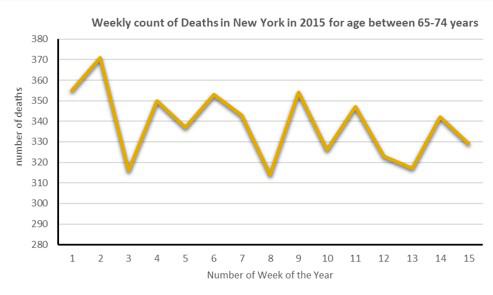 Weekly count of Deaths in New York in 2015 for age between 65-74 years
380
370
360
350
340
330
320
310
300
290
280
number of deaths
1 2 3 4 5 6 7 8 9 10 11 12 13 14 15
Number of Week of the Year